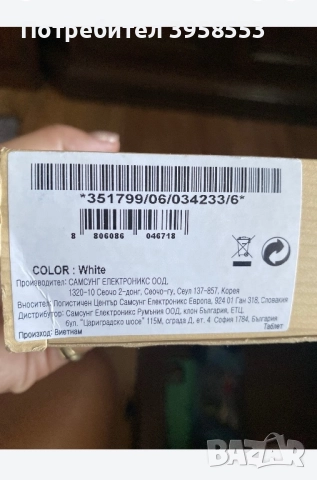 Потребител 3958553
*351799/06/034233/6*
8 806086 046718
COLOR : White
Производител: САМСУНГ ЕЛЕКТРОНИКС ООД,
1320-10 Сеочо 2-донг, Сеочо-гу, Сеул 137-857, Корея
Вносител: Логистичен Център Самсунг Електроникс Европа, 924 01 Ган 318, Словакия
Дистрибутор: Самсунг Електроникс Румъния ООД, клон България, ЕТЦ,
бул. "Цариградско шосе" 115М, сграда Д, ет. 4 София 1784, България
Произход: Виетнам
Таблет
BAZAR